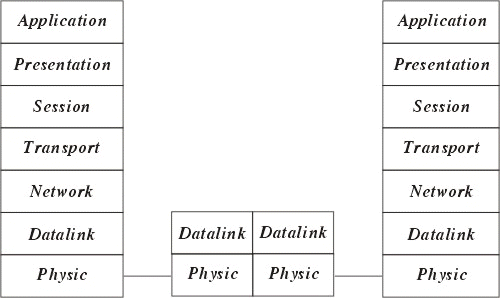 Application
Presentation
Session
Transport
Network
Datalink
Physic
Datalink Datalink
Physic Physic
Application
Presentation
Session
Transport
Network
Datalink
Physic